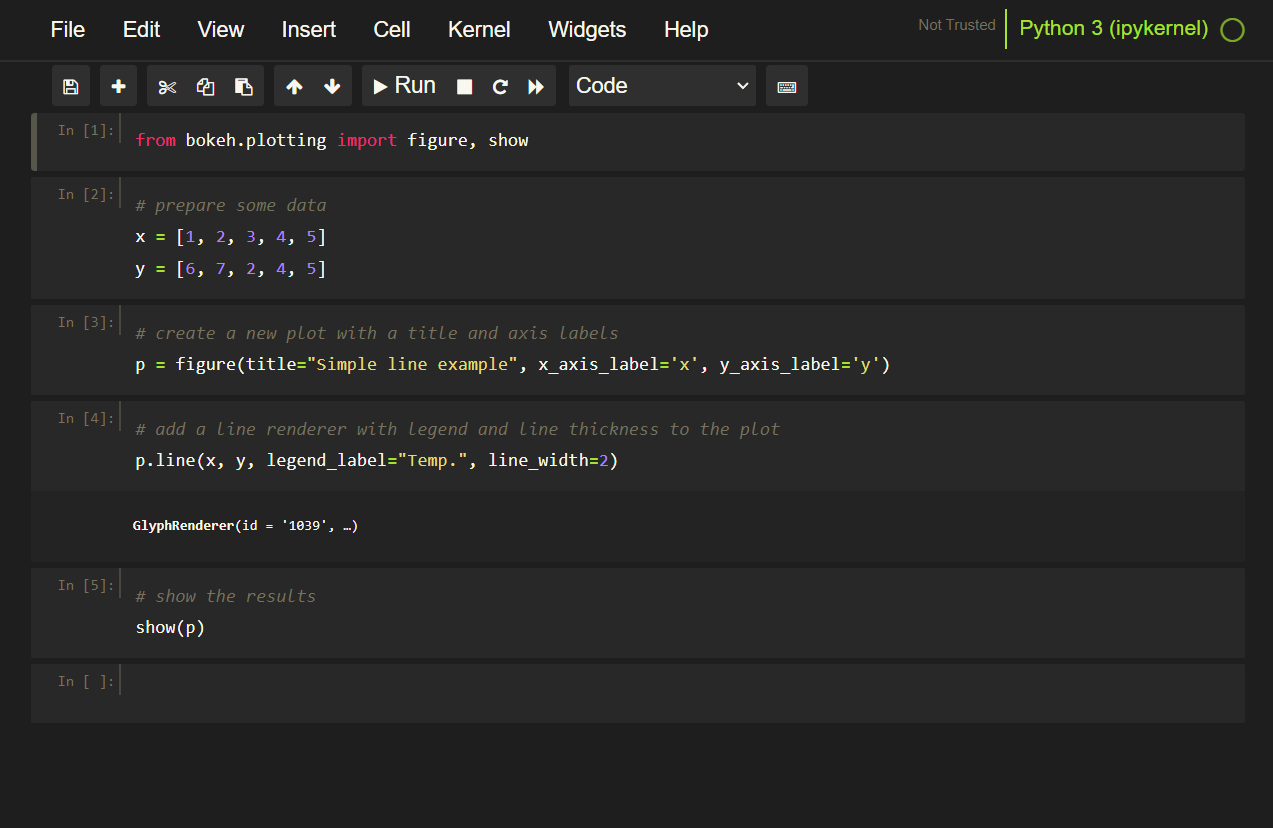 File Edit View Insert Cell Kernel Widgets Help Not Trusted Python 3 (ipykernel)
Run Code
In [1]: from bokeh.plotting import figure, show
In [2]: # prepare some data
x = [1, 2, 3, 4, 5]
y = [6, 7, 2, 4, 5]
In [3]: # create a new plot with a title and axis labels
p = figure(title="Simple line example", x_axis_label='x', y_axis_label='y')
In [4]: # add a line renderer with legend and line thickness to the plot
p.line(x, y, legend_label="Temp.", line_width=2)
GlyphRenderer(id = '1039', …)
In [5]: # show the results
show(p)
In [ ]: